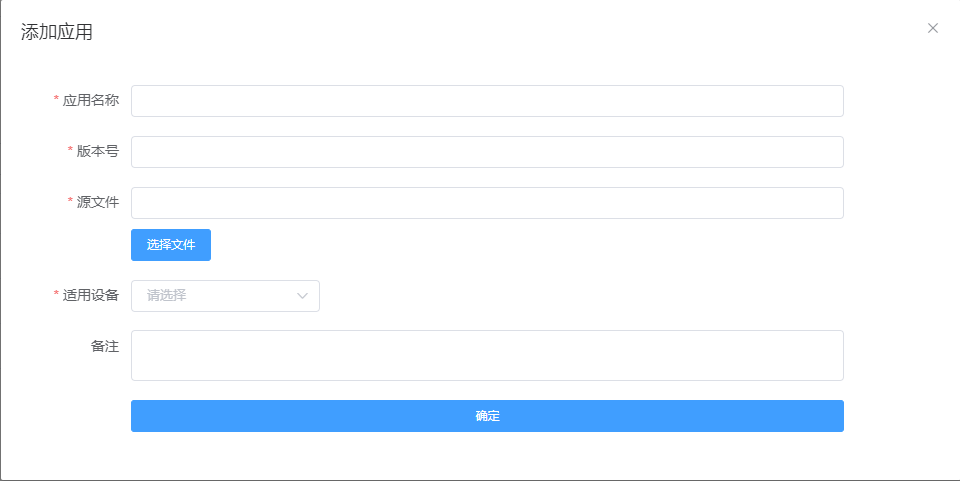 添加应用
* 应用名称
* 版本号
* 源文件
选择文件
* 适用设备
请选择
备注
确定